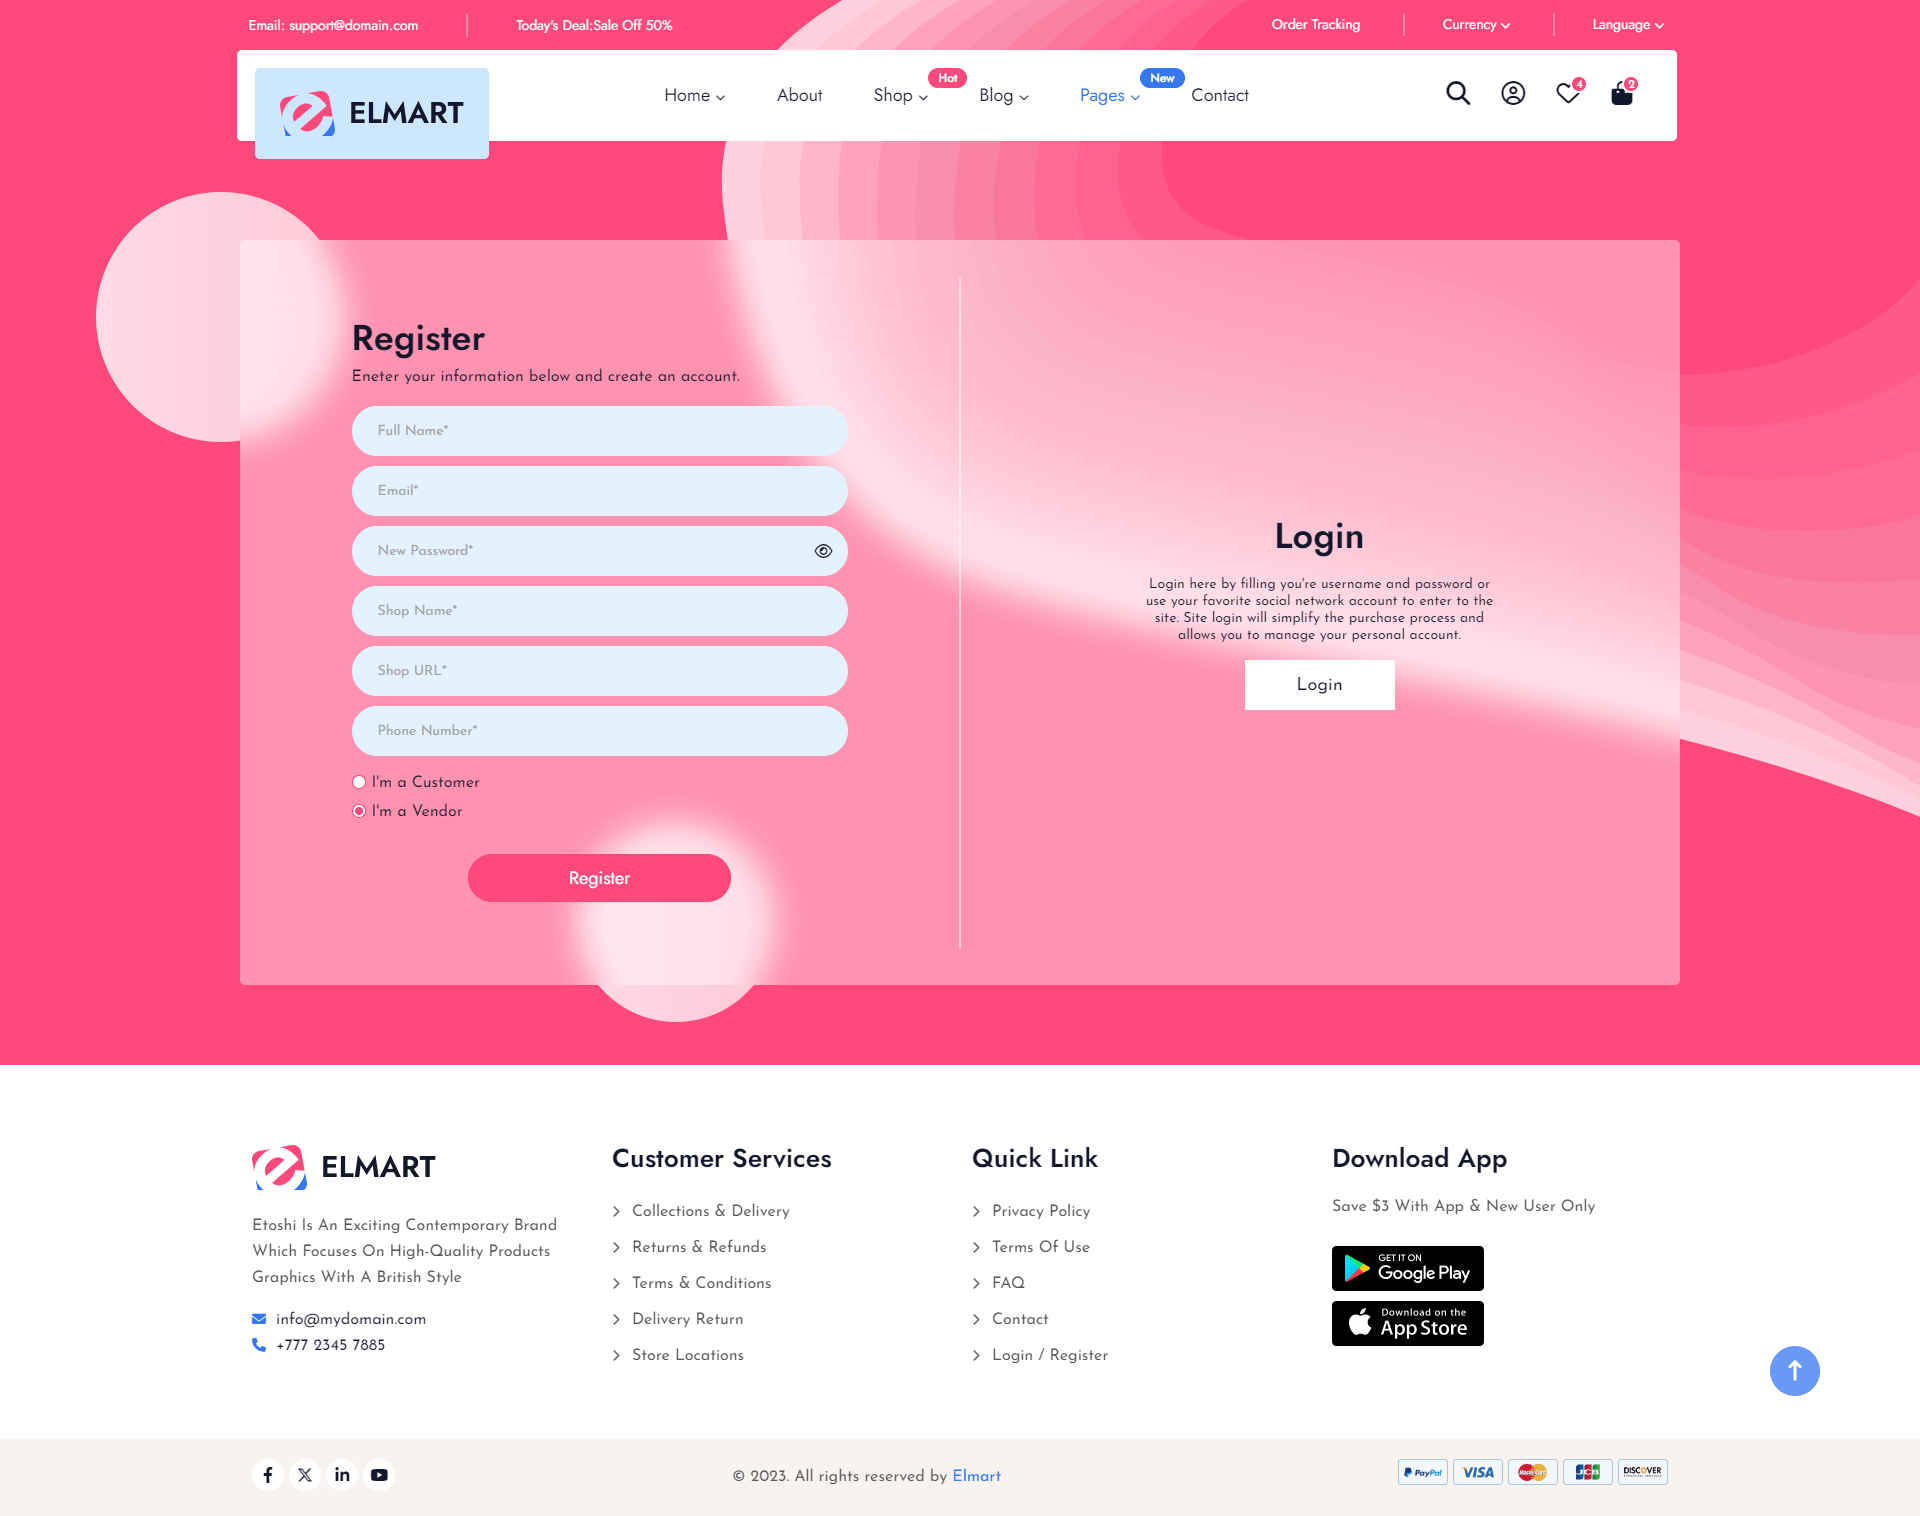 Email: support@domain.com
Today's Deal:Sale Off 50%
Order Tracking
Currency
Language
ELMART
Home
About
Shop
Hot
Blog
Pages
New
Contact
4
2
Register
Eneter your information below and create an account.
Full Name*
Email*
New Password*
Shop Name*
Shop URL*
Phone Number*
I'm a Customer
I'm a Vendor
Register
Login
Login here by filling you're username and password or
use your favorite social network account to enter to the
site. Site login will simplify the purchase process and
allows you to manage your personal account.
Login
ELMART
Etoshi Is An Exciting Contemporary Brand
Which Focuses On High-Quality Products
Graphics With A British Style
info@mydomain.com
+777 2345 7885
Customer Services
Collections & Delivery
Returns & Refunds
Terms & Conditions
Delivery Return
Store Locations
Quick Link
Privacy Policy
Terms Of Use
FAQ
Contact
Login / Register
Download App
Save $3 With App & New User Only
GET IT ON
Google Play
Download on the
App Store
© 2023. All rights reserved by Elmart
PayPal
VISA
MasterCard
JCB
DISCOVER